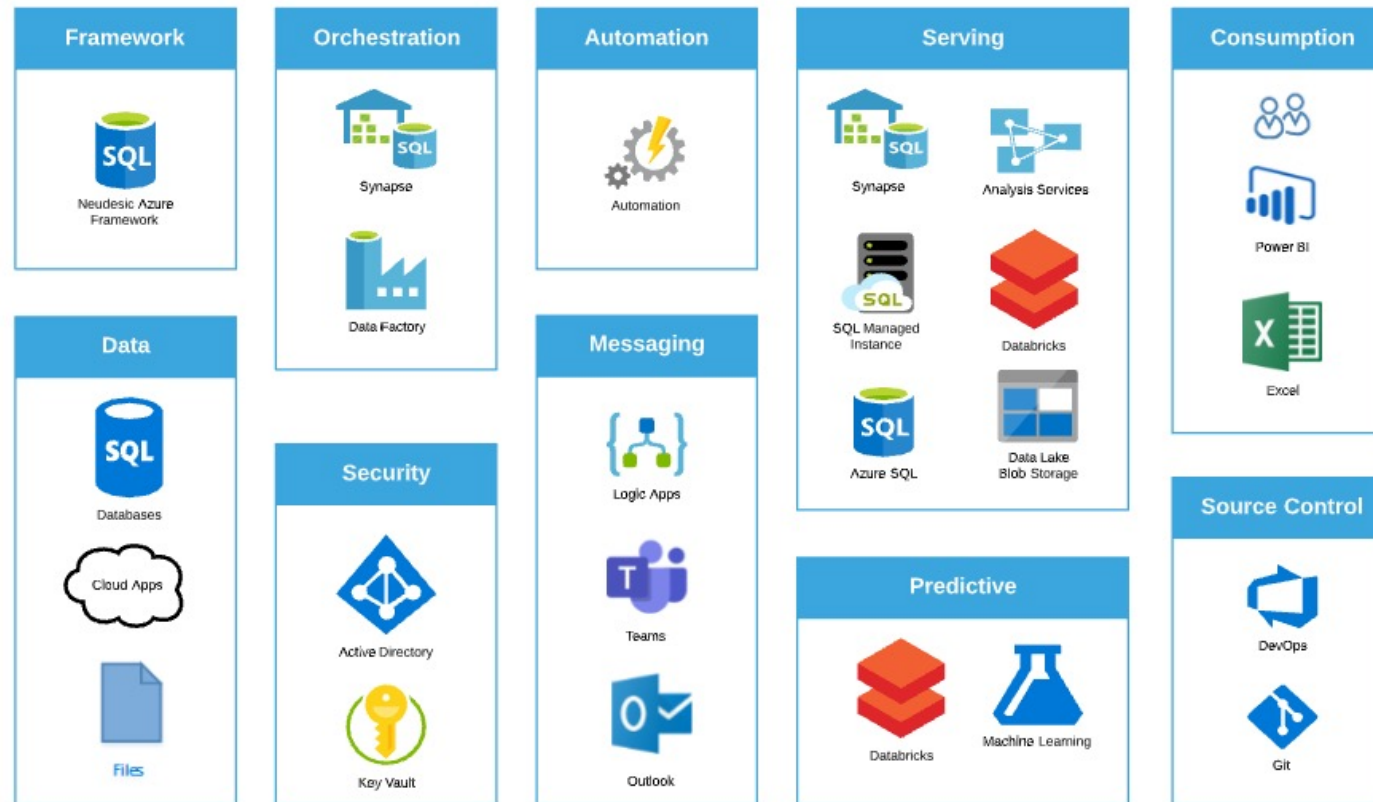 Framework
SQL
Neudesic Azure
Framework
Data
SQL
Databases
Cloud Apps
Files
Orchestration
SQL
Synapse
Data Factory
Security
Active Directory
Key Vault
Automation
Automation
Messaging
Logic Apps
T
Teams
O
Outlook
Serving
SQL
Synapse
Analysis Services
SQL
SQL Managed
Instance
Databricks
SQL
Azure SQL
Data Lake
Blob Storage
Predictive
Databricks
Machine Learning
Consumption
Power BI
X
Excel
Source Control
DevOps
Git